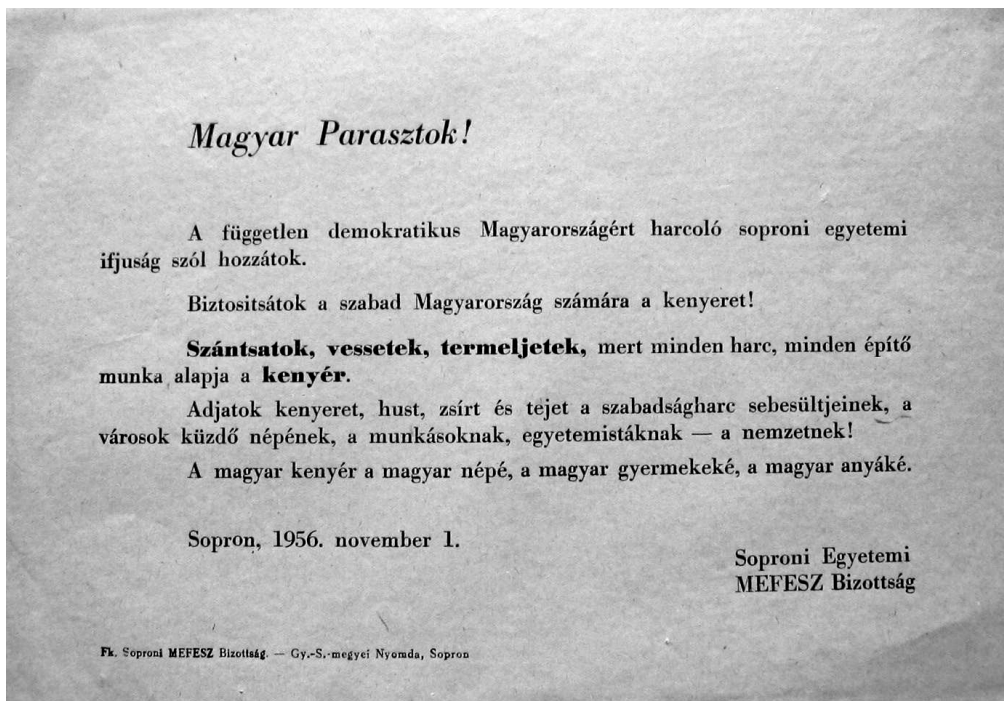 Magyar Parasztok!
A független demokratikus Magyarországért harcoló soproni egyetemi
ifjuság szól hozzátok.
Biztositsátok a szabad Magyarország számára a kenyeret!
Szántsatok, vessetek, termeljetek, mert minden harc, minden építő
munka alapja a kenyér.
Adjatok kenyeret, hust, zsírt és tejet a szabadságharc sebesültjeinek, a
városok küzdő népének, a munkásoknak, egyetemistáknak — a nemzetnek!
A magyar kenyér a magyar népé, a magyar gyermekeké, a magyar anyáké.
Sopron, 1956. november 1.
Soproni Egyetemi
MEFESZ Bizottság
Fk. Soproni MEFESZ Bizottság. — Gy.-S.-megyei Nyomda, Sopron